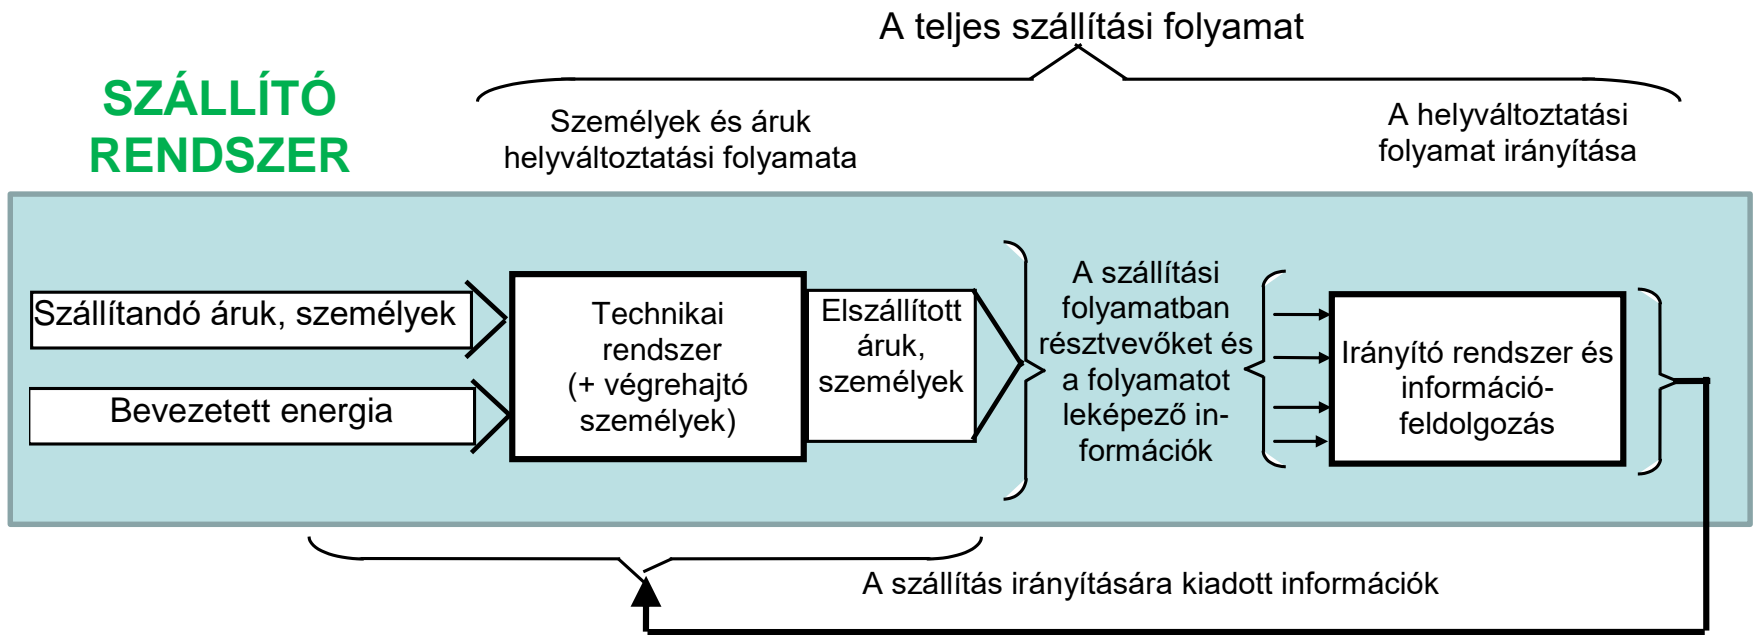 A teljes szállítási folyamat
SZÁLLÍTÓ
RENDSZER
Személyek és áruk
helyváltoztatási folyamata
A helyváltoztatási
folyamat irányítása
Szállítandó áruk, személyek
Bevezetett energia
Technikai
rendszer
(+ végrehajtó
személyek)
Elszállított
áruk,
személyek
A szállítási
folyamatban
résztvevőket és
a folyamatot
leképező in-
formációk
Irányító rendszer és
információ-
feldolgozás
A szállítás irányítására kiadott információk